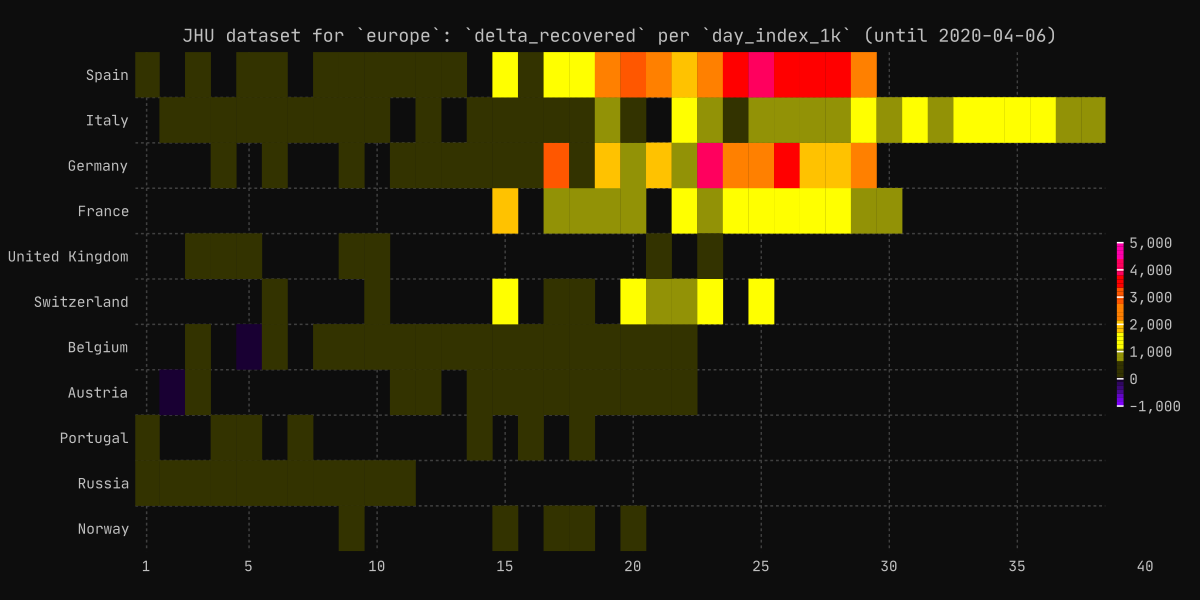 JHU dataset for `europe`: `delta_recovered` per `day_index_1k` (until 2020-04-06)
Spain
Italy
Germany
France
United Kingdom
Switzerland
Belgium
Austria
Portugal
Russia
Norway
1 5 10 15 20 25 30 35 40
5,000
4,000
3,000
2,000
1,000
0
-1,000